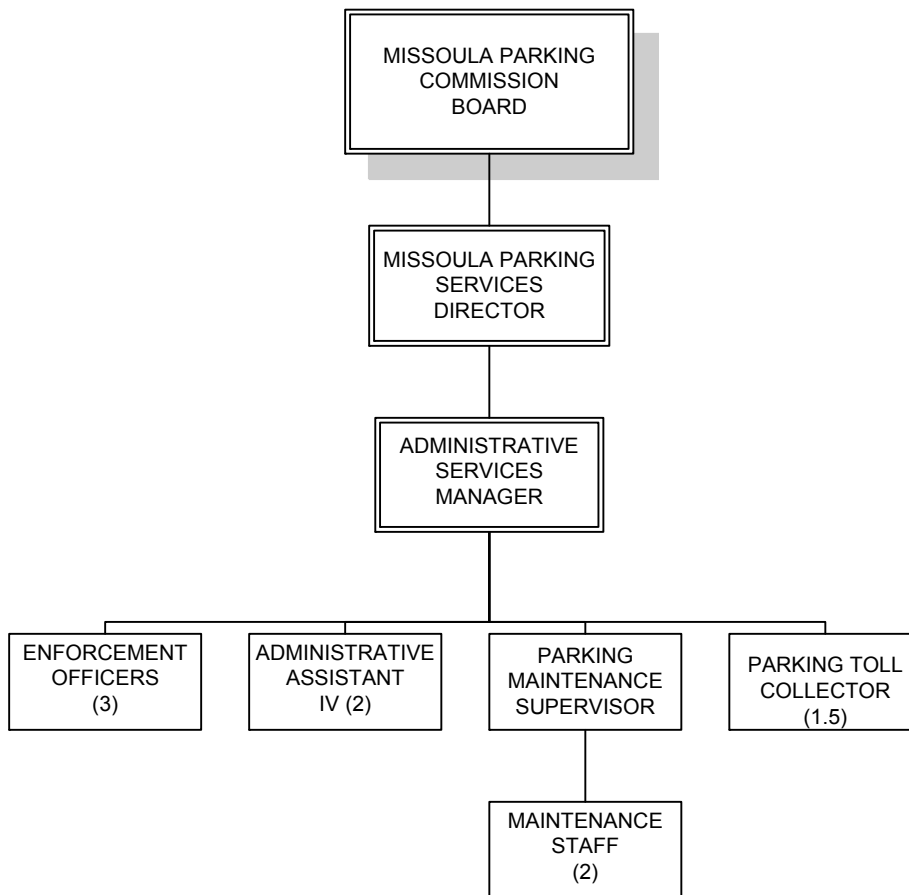 MISSOULA PARKING
COMMISSION
BOARD
MISSOULA PARKING
SERVICES
DIRECTOR
ADMINISTRATIVE
SERVICES
MANAGER
ENFORCEMENT
OFFICERS
(3)
ADMINISTRATIVE
ASSISTANT
IV (2)
PARKING
MAINTENANCE
SUPERVISOR
PARKING TOLL
COLLECTOR
(1.5)
MAINTENANCE
STAFF
(2)